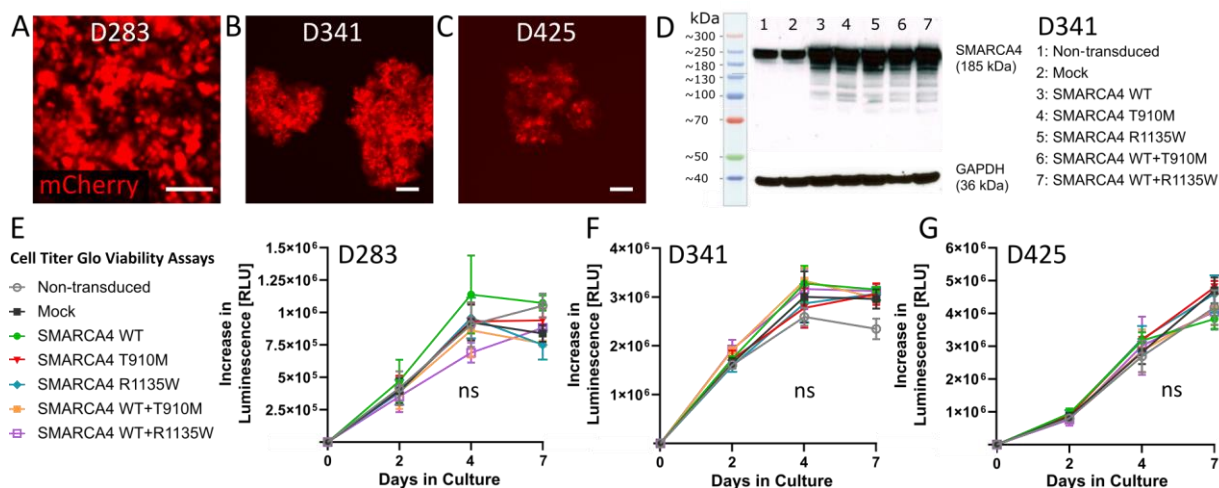 A
D283
mCherry
B
D341
C
D425
D
kDa
~300
~250
~180
~130
~100
~70
~50
~40
1 2 3 4 5 6 7
SMARCA4
(185 kDa)
GAPDH
(36 kDa)
D341
1: Non-transduced
2: Mock
3: SMARCA4 WT
4: SMARCA4 T910M
5: SMARCA4 R1135W
6: SMARCA4 WT+T910M
7: SMARCA4 WT+R1135W
E
Cell Titer Glo Viability Assays
Non-transduced
Mock
SMARCA4 WT
SMARCA4 T910M
SMARCA4 R1135W
SMARCA4 WT+T910M
SMARCA4 WT+R1135W
D283
Increase in
Luminescence [RLU]
1.5×10⁶
1.25×10⁶
1.0×10⁶
7.5×10⁵
5.0×10⁵
2.5×10⁵
ns
0 2 4 7
Days in Culture
F
D341
Increase in
Luminescence [RLU]
4×10⁶
3×10⁶
2×10⁶
1×10⁶
ns
0 2 4 7
Days in Culture
G
D425
Increase in
Luminescence [RLU]
6×10⁶
5×10⁶
4×10⁶
3×10⁶
2×10⁶
1×10⁶
ns
0 2 4 7
Days in Culture